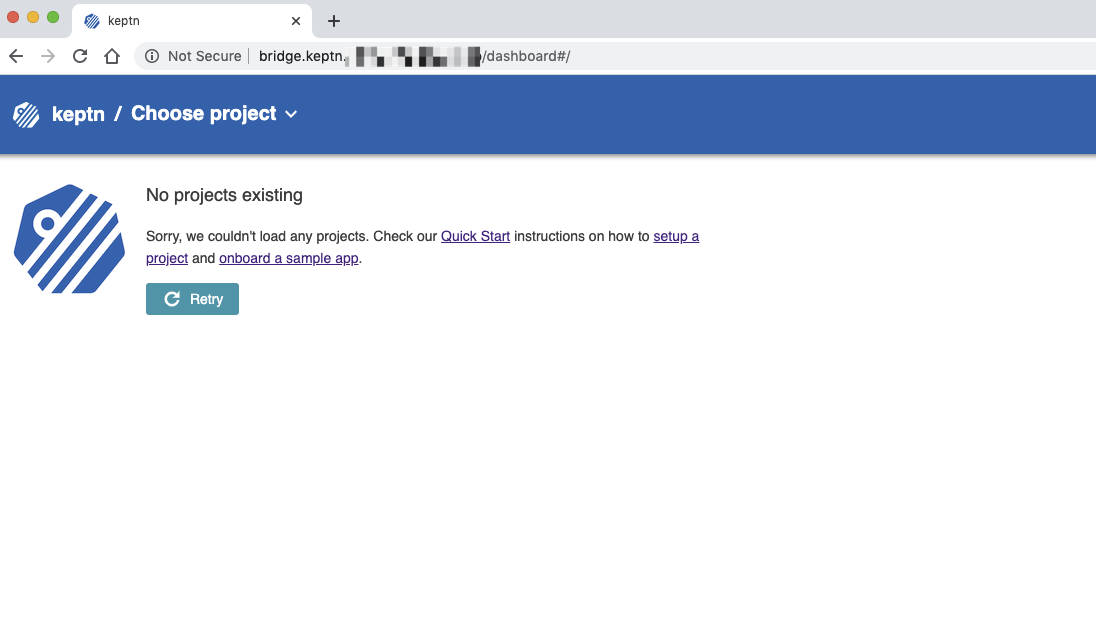 keptn
Not Secure bridge.keptn. /dashboard#/
keptn / Choose project
No projects existing
Sorry, we couldn't load any projects. Check our Quick Start instructions on how to setup a
project and onboard a sample app.
Retry